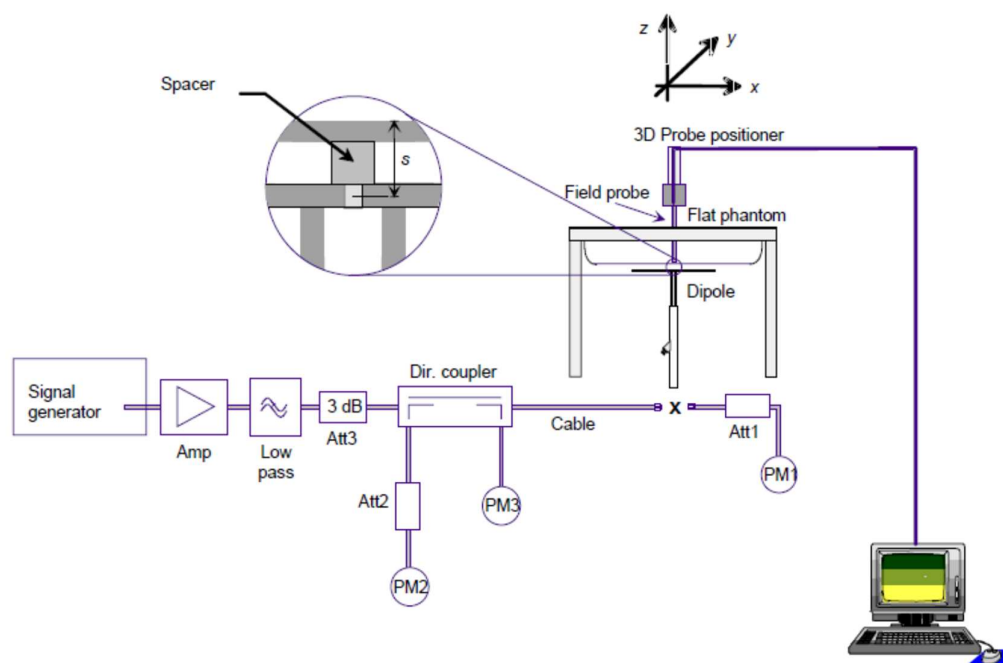 z
y
x
Spacer
s
3D Probe positioner
Field probe
Flat phantom
Dipole
Signal
generator
Amp
Low
pass
3 dB
Att3
Dir. coupler
Cable
X
Att1
PM1
Att2
PM3
PM2